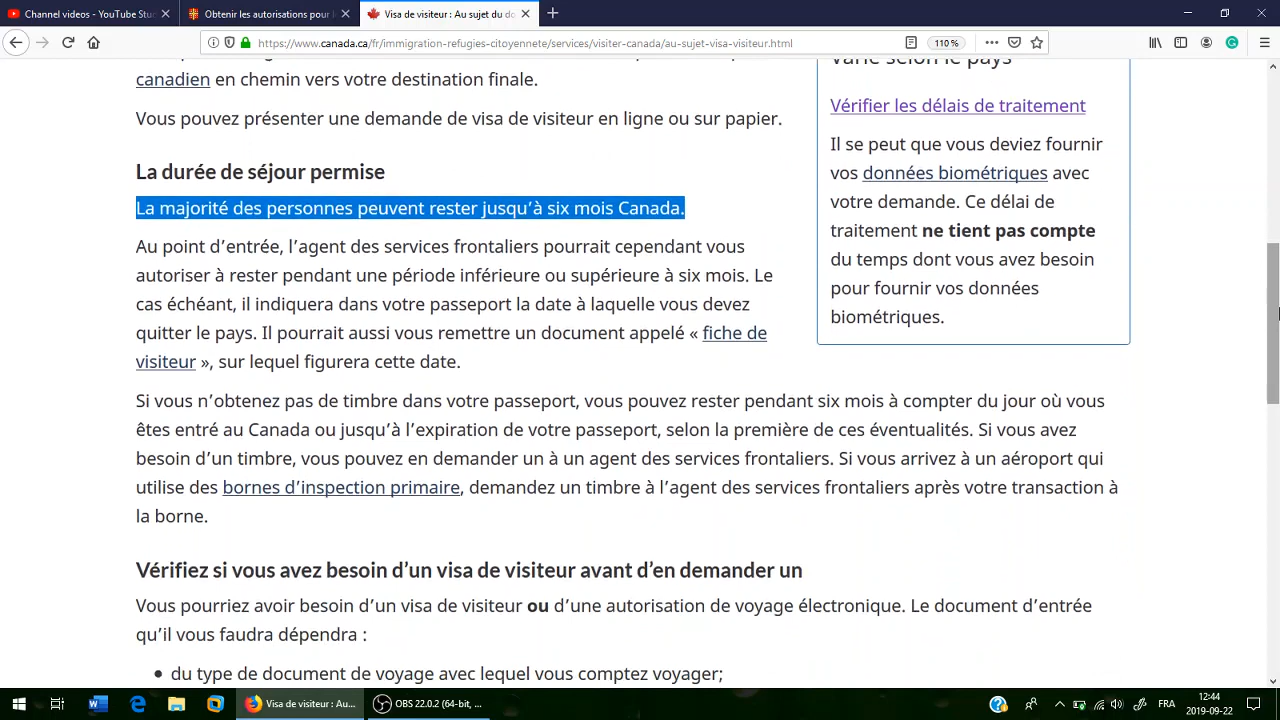 Channel videos - YouTube Stu
Obtenir les autorisations pour l
Visa de visiteur : Au sujet du do
https://www.canada.ca/fr/immigration-refugies-citoyennete/services/visiter-canada/au-sujet-visa-visiteur.html
110 %
canadien en chemin vers votre destination finale.
Vous pouvez présenter une demande de visa de visiteur en ligne ou sur papier.
La durée de séjour permise
La majorité des personnes peuvent rester jusqu’à six mois Canada.
Au point d’entrée, l’agent des services frontaliers pourrait cependant vous
autoriser à rester pendant une période inférieure ou supérieure à six mois. Le
cas échéant, il indiquera dans votre passeport la date à laquelle vous devez
quitter le pays. Il pourrait aussi vous remettre un document appelé « fiche de
visiteur », sur lequel figurera cette date.
varie selon le pays
Vérifier les délais de traitement
Il se peut que vous deviez fournir
vos données biométriques avec
votre demande. Ce délai de
traitement ne tient pas compte
du temps dont vous avez besoin
pour fournir vos données
biométriques.
Si vous n’obtenez pas de timbre dans votre passeport, vous pouvez rester pendant six mois à compter du jour où vous
êtes entré au Canada ou jusqu’à l’expiration de votre passeport, selon la première de ces éventualités. Si vous avez
besoin d’un timbre, vous pouvez en demander un à un agent des services frontaliers. Si vous arrivez à un aéroport qui
utilise des bornes d’inspection primaire, demandez un timbre à l’agent des services frontaliers après votre transaction à
la borne.
Vérifiez si vous avez besoin d’un visa de visiteur avant d’en demander un
Vous pourriez avoir besoin d’un visa de visiteur ou d’une autorisation de voyage électronique. Le document d’entrée
qu’il vous faudra dépendra :
• du type de document de voyage avec lequel vous comptez voyager;
Visa de visiteur : Au...
OBS 22.0.2 (64-bit, ...
FRA
12:44
2019-09-22